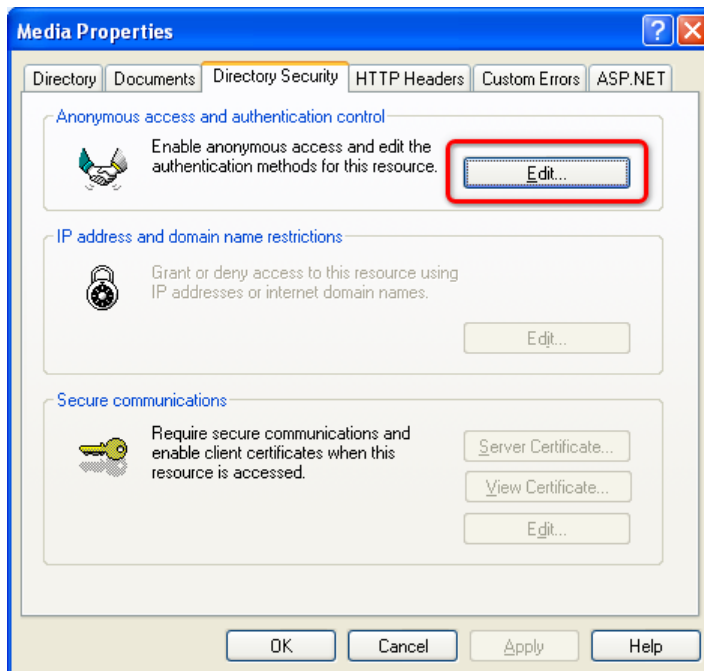 Media Properties
Directory Documents Directory Security HTTP Headers Custom Errors ASP.NET
Anonymous access and authentication control
Enable anonymous access and edit the
authentication methods for this resource.
Edit...
IP address and domain name restrictions
Grant or deny access to this resource using
IP addresses or internet domain names.
Edit...
Secure communications
Require secure communications and
enable client certificates when this
resource is accessed.
Server Certificate...
View Certificate...
Edit...
OK Cancel Apply Help